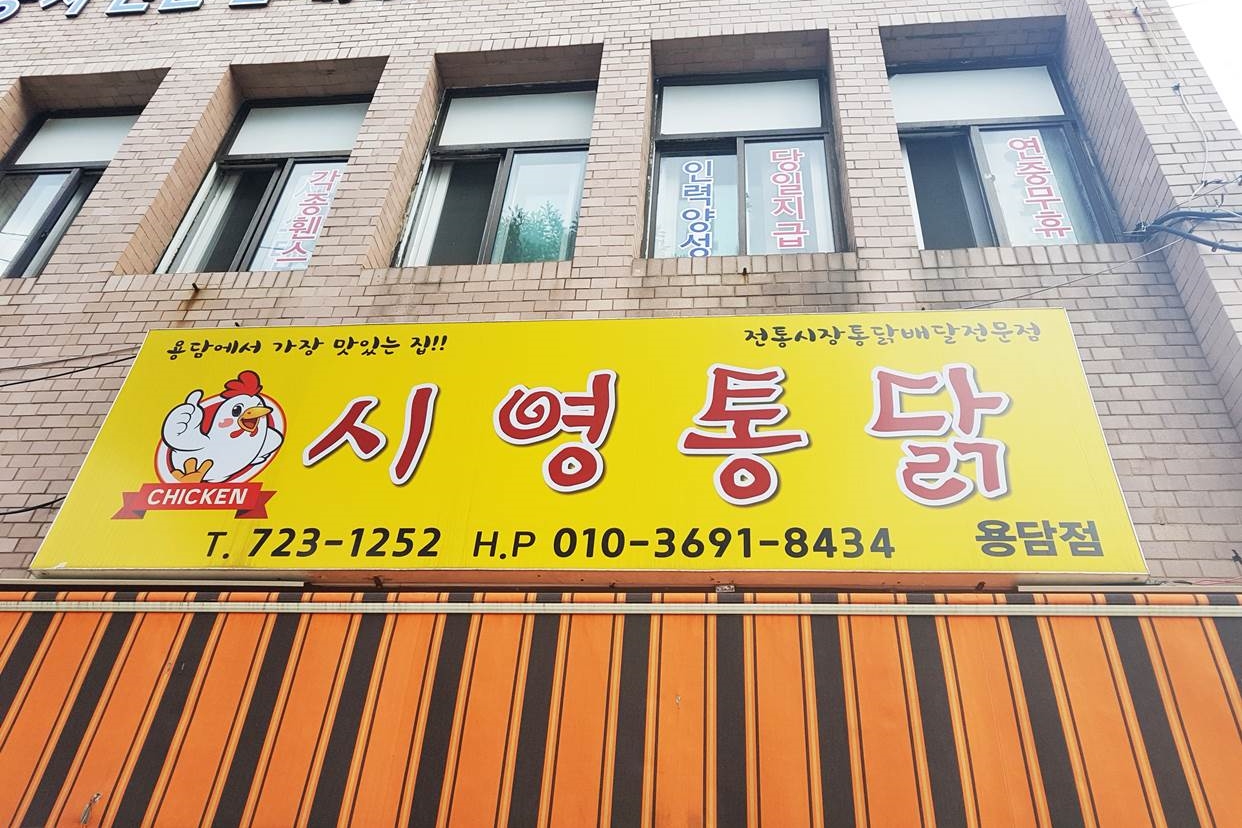 각종휀스
인력양성
당일지급
연중무휴
용담에서 가장 맛있는 집!!
전통시장통닭배달전문점
시영통닭
CHICKEN
T. 723-1252 H.P 010-3691-8434 용담점